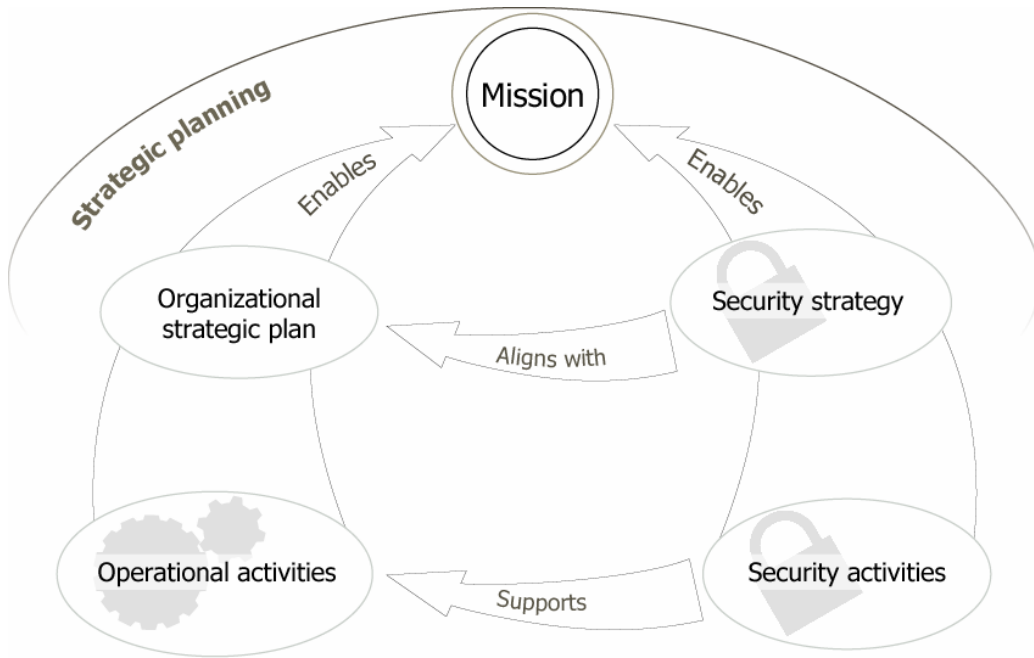 Mission
Strategic planning
Enables
Enables
Organizational
strategic plan
Security strategy
Aligns with
Operational activities
Security activities
Supports